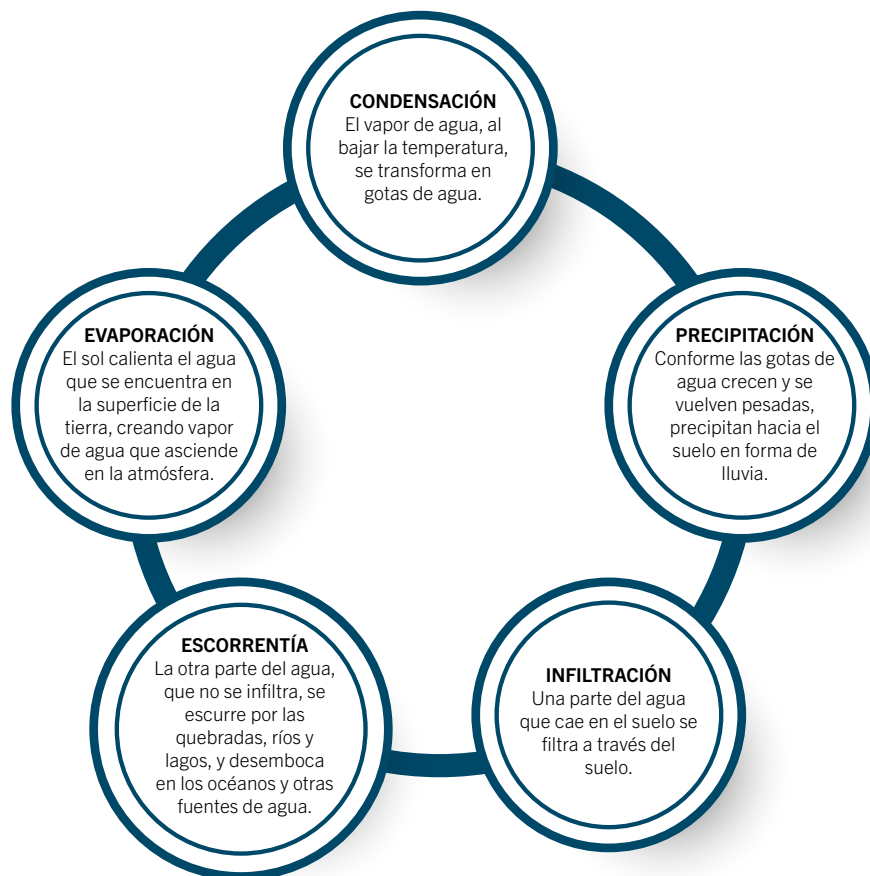 CONDENSACIÓN
El vapor de agua, al
bajar la temperatura,
se transforma en
gotas de agua.
PRECIPITACIÓN
Conforme las gotas de
agua crecen y se
vuelven pesadas,
precipitan hacia el
suelo en forma de
lluvia.
INFILTRACIÓN
Una parte del agua
que cae en el suelo se
filtra a través del
suelo.
ESCORRENTÍA
La otra parte del agua,
que no se infiltra, se
escurre por las
quebradas, ríos y
lagos, y desemboca
en los océanos y otras
fuentes de agua.
EVAPORACIÓN
El sol calienta el agua
que se encuentra en
la superficie de la
tierra, creando vapor
de agua que asciende
en la atmósfera.